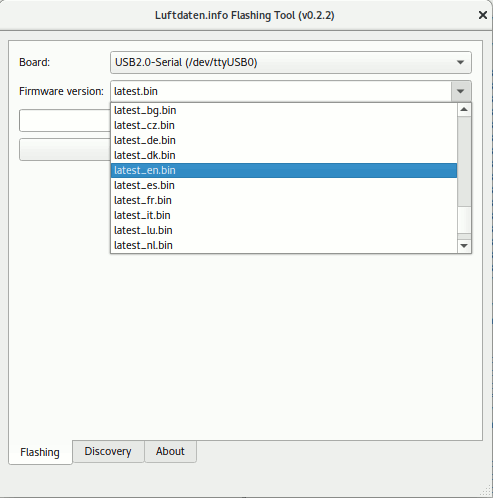 Luftdaten.info Flashing Tool (v0.2.2)
Board: USB2.0-Serial (/dev/ttyUSB0)
Firmware version: latest.bin
latest_bg.bin
latest_cz.bin
latest_de.bin
latest_dk.bin
latest_en.bin
latest_es.bin
latest_fr.bin
latest_it.bin
latest_lu.bin
latest_nl.bin
Flashing Discovery About